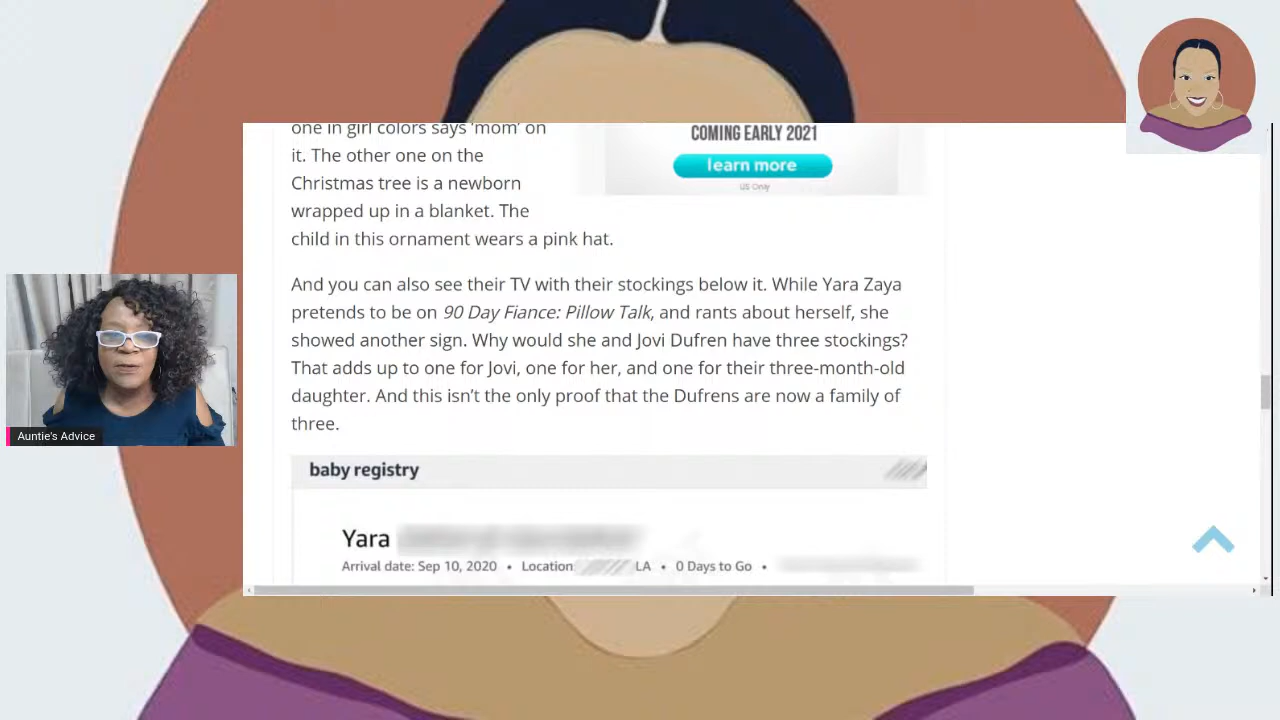 one in girl colors says ‘mom’ on
it. The other one on the
Christmas tree is a newborn
wrapped up in a blanket. The
child in this ornament wears a pink hat.
COMING EARLY 2021
learn more
US Only
And you can also see their TV with their stockings below it. While Yara Zaya
pretends to be on 90 Day Fiance: Pillow Talk, and rants about herself, she
showed another sign. Why would she and Jovi Dufren have three stockings?
That adds up to one for Jovi, one for her, and one for their three-month-old
daughter. And this isn’t the only proof that the Dufrens are now a family of
three.
baby registry
Yara
Arrival date: Sep 10, 2020 • Location LA • 0 Days to Go •
Auntie's Advice